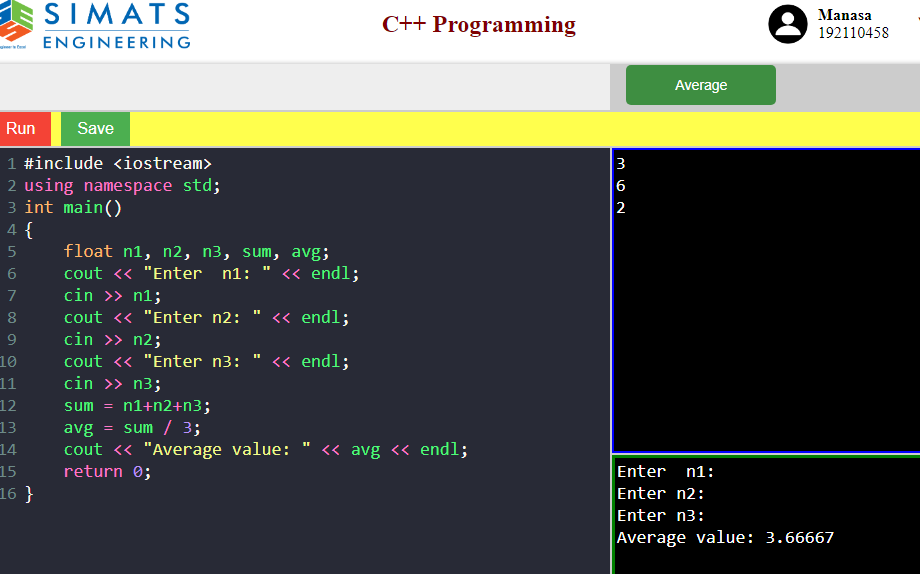 SIMATS
ENGINEERING
Engineer to Excel
C++ Programming
Manasa
192110458
Average
Run
Save
1 #include <iostream>
2 using namespace std;
3 int main()
4 {
5     float n1, n2, n3, sum, avg;
6     cout << "Enter  n1: " << endl;
7     cin >> n1;
8     cout << "Enter n2: " << endl;
9     cin >> n2;
10     cout << "Enter n3: " << endl;
11     cin >> n3;
12     sum = n1+n2+n3;
13     avg = sum / 3;
14     cout << "Average value: " << avg << endl;
15     return 0;
16 }
3
6
2
Enter  n1:
Enter n2:
Enter n3:
Average value: 3.66667